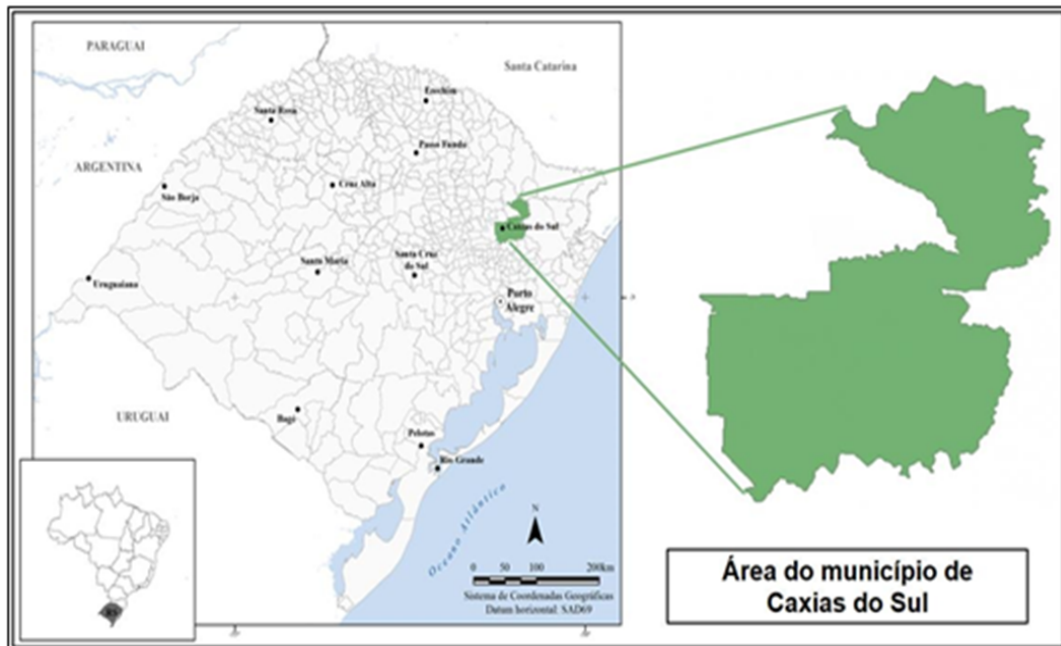 PARAGUAI
Santa Catarina
Erechim
Santa Rosa
Passo Fundo
ARGENTINA
Cruz Alta
São Borja
Caxias do Sul
Santa Maria
Santa Cruz
do Sul
Uruguaiana
Porto
Alegre
URUGUAI
Bagé
Pelotas
Rio Grande
Oceano Atlântico
N
0 50 100 200km
Sistema de Coordenadas Geográficas
Datum horizontal: SAD69
RS
Área do município de
Caxias do Sul